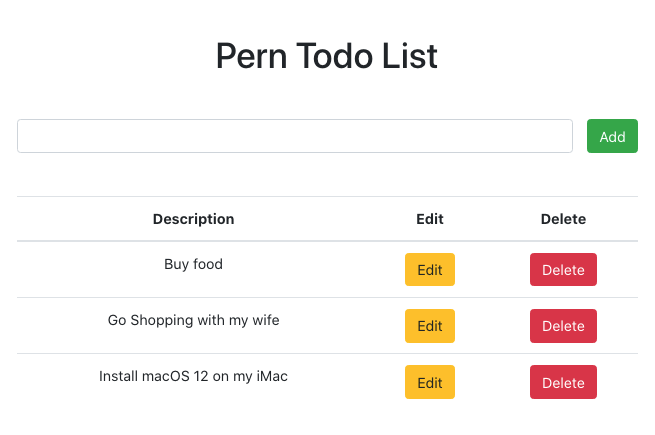 Pern Todo List
Add
Description Edit Delete
Buy food Edit Delete
Go Shopping with my wife Edit Delete
Install macOS 12 on my iMac Edit Delete